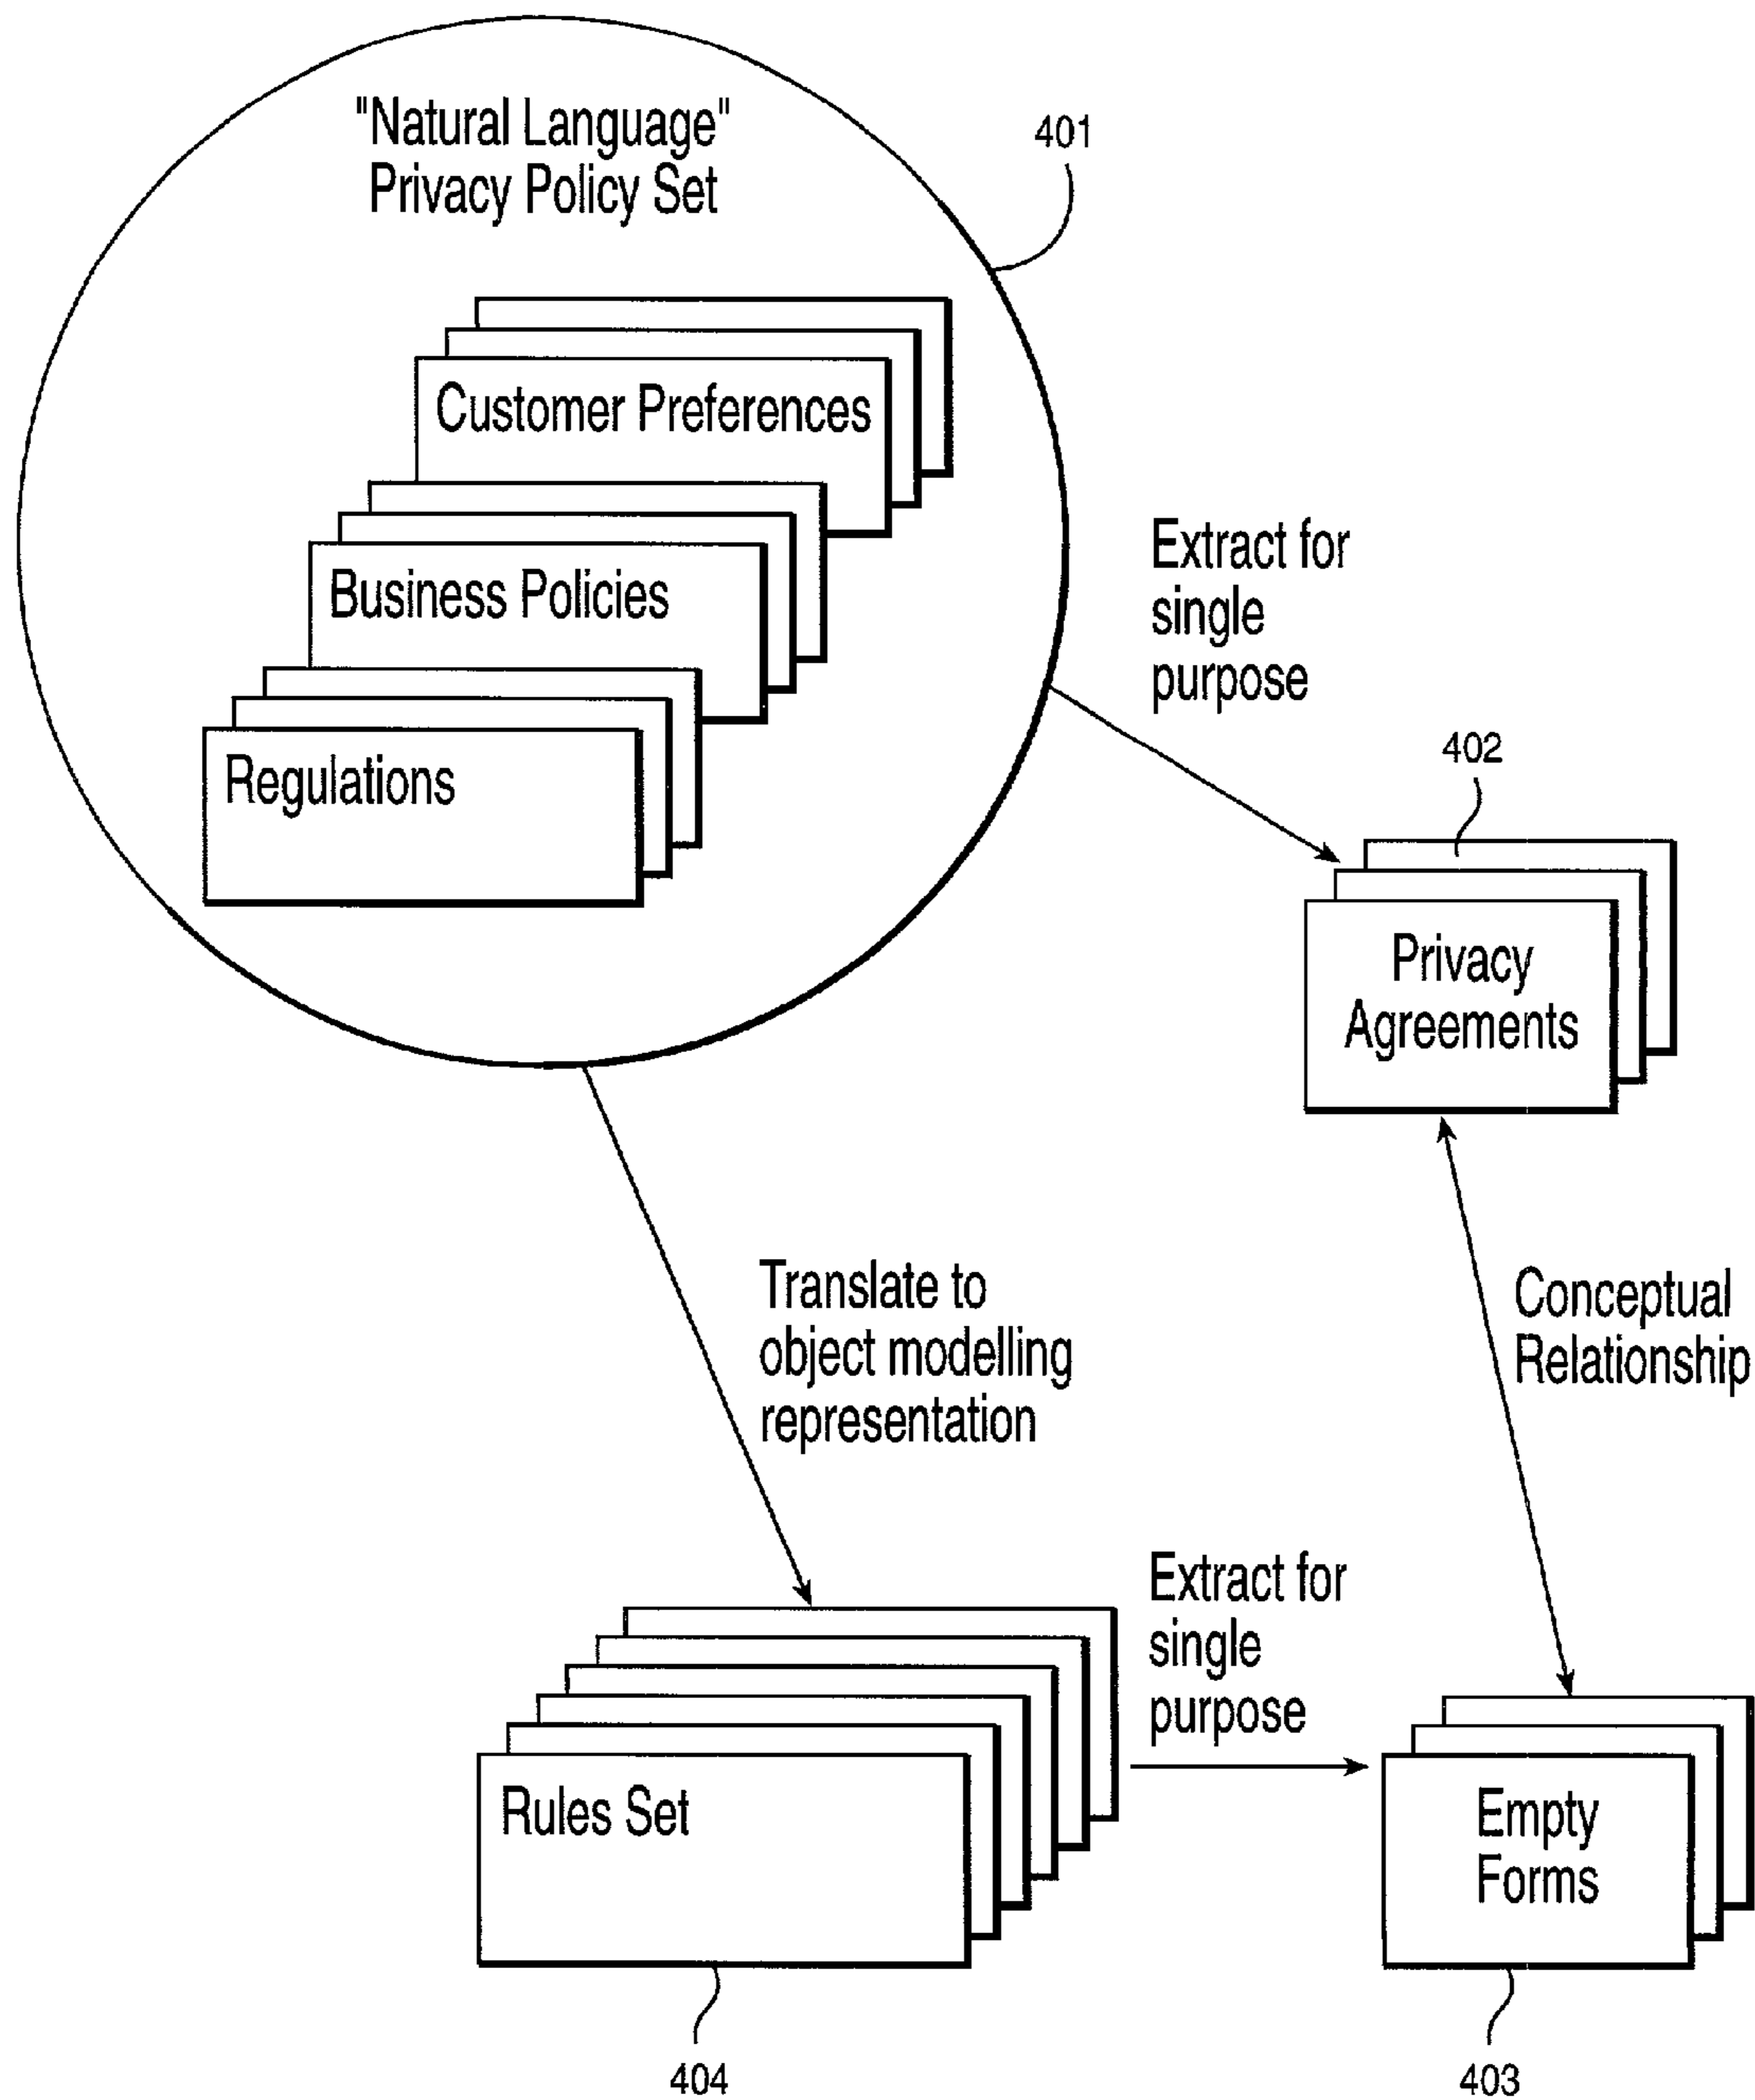 "Natural Language"
Privacy Policy Set
401
Customer Preferences
Business Policies
Regulations
Extract for
single
purpose
402
Privacy
Agreements
Translate to
object modelling
representation
Conceptual
Relationship
Extract for
single
purpose
Rules Set
Empty
Forms
404
403